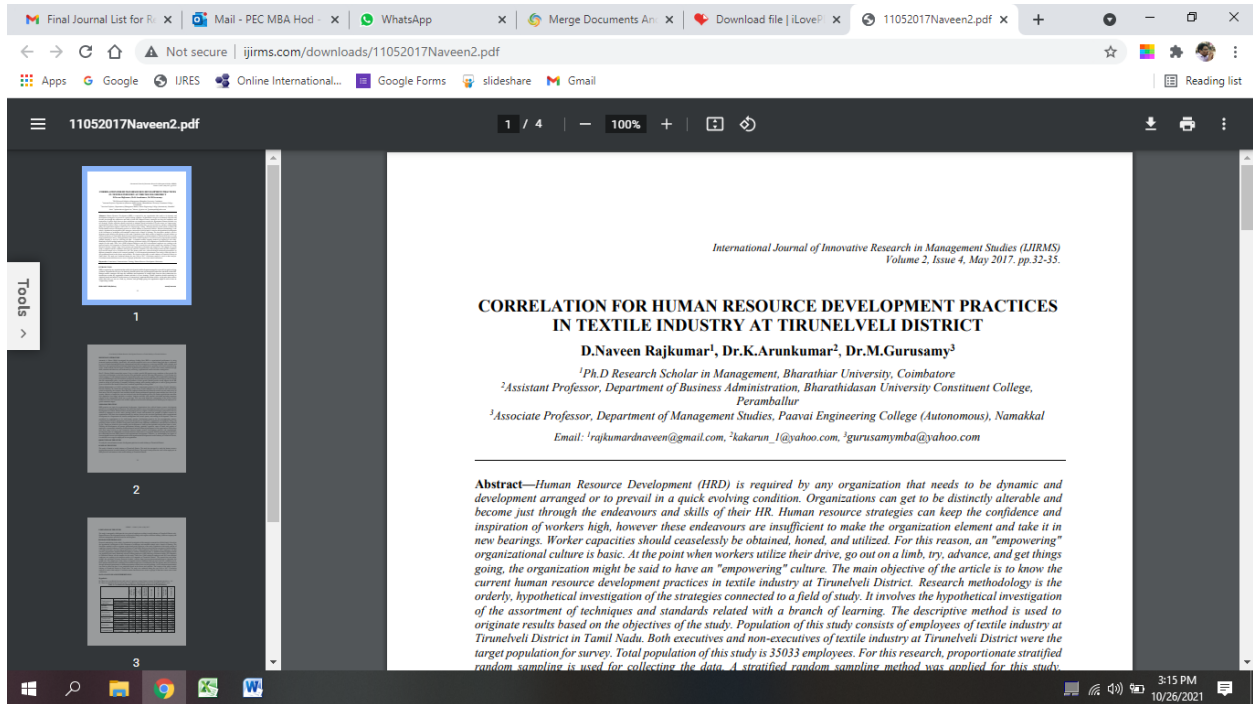 Final Journal List for Re
Mail - PEC MBA Hod -
WhatsApp
Merge Documents An
Download file | iLoveP
11052017Naveen2.pdf
Not secure | ijirms.com/downloads/11052017Naveen2.pdf
Apps Google IJRES Online International... Google Forms slideshare Gmail Reading list
11052017Naveen2.pdf 1 / 4 100%
Tools
1
2
3
International Journal of Innovative Research in Management Studies (IJIRMS)
Volume 2, Issue 4, May 2017. pp.32-35.
CORRELATION FOR HUMAN RESOURCE DEVELOPMENT PRACTICES
IN TEXTILE INDUSTRY AT TIRUNELVELI DISTRICT
D.Naveen Rajkumar¹, Dr.K.Arunkumar², Dr.M.Gurusamy³
¹Ph.D Research Scholar in Management, Bharathiar University, Coimbatore
²Assistant Professor, Department of Business Administration, Bharathidasan University Constituent College,
Peramballur
³Associate Professor, Department of Management Studies, Paavai Engineering College (Autonomous), Namakkal
Email: ¹rajkumardnaveen@gmail.com, ²kakarun_1@yahoo.com, ³gurusamymba@yahoo.com
Abstract—Human Resource Development (HRD) is required by any organization that needs to be dynamic and
development arranged or to prevail in a quick evolving condition. Organizations can get to be distinctly alterable and
become just through the endeavours and skills of their HR. Human resource strategies can keep the confidence and
inspiration of workers high, however these endeavours are insufficient to make the organization element and take it in
new bearings. Worker capacities should ceaselessly be obtained, honed, and utilized. For this reason, an "empowering"
organizational culture is basic. At the point when workers utilize their drive, go out on a limb, try, advance, and get things
going, the organization might be said to have an "empowering" culture. The main objective of the article is to know the
current human resource development practices in textile industry at Tirunelveli District. Research methodology is the
orderly, hypothetical investigation of the strategies connected to a field of study. It involves the hypothetical investigation
of the assortment of techniques and standards related with a branch of learning. The descriptive method is used to
originate results based on the objectives of the study. Population of this study consists of employees of textile industry at
Tirunelveli District in Tamil Nadu. Both executives and non-executives of textile industry at Tirunelveli District were the
target population for survey. Total population of this study is 35033 employees. For this research, proportionate stratified
random sampling is used for collecting the data. A stratified random sampling method was applied for this study.
3:15 PM
10/26/2021